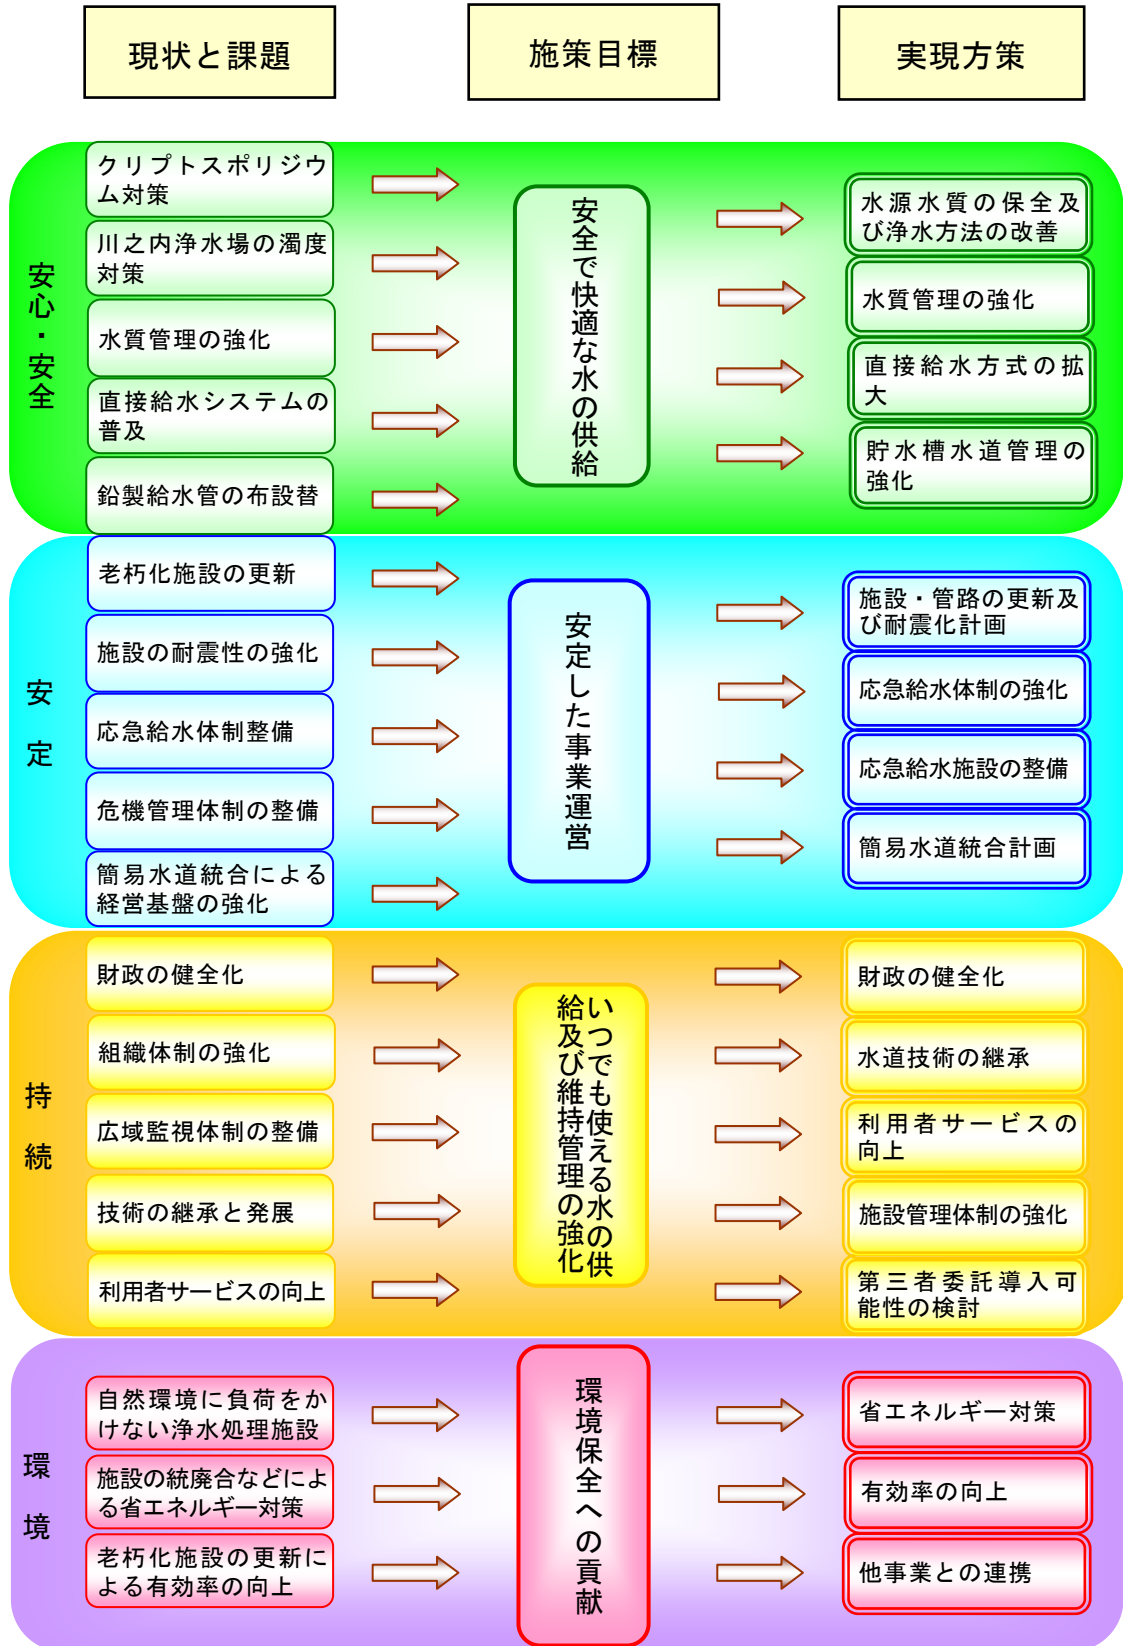 現状と課題
施策目標
実現方策
安心・安全
クリプトスポリジウ
ム対策
川之内浄水場の濁度
対策
水質管理の強化
直接給水システムの
普及
鉛製給水管の布設替
安全で快適な水の供給
水源水質の保全及
び浄水方法の改善
水質管理の強化
直接給水方式の拡
大
貯水槽水道管理の
強化
安定
老朽化施設の更新
施設の耐震性の強化
応急給水体制整備
危機管理体制の整備
簡易水道統合による
経営基盤の強化
安定した事業運営
施設・管路の更新及
び耐震化計画
応急給水体制の強化
応急給水施設の整備
簡易水道統合計画
持続
財政の健全化
組織体制の強化
広域監視体制の整備
技術の継承と発展
利用者サービスの向上
いつでも使える水の供
給及び維持管理の強化
財政の健全化
水道技術の継承
利用者サービスの
向上
施設管理体制の強化
第三者委託導入可
能性の検討
環境
自然環境に負荷をか
けない浄水処理施設
施設の統廃合などによ
る省エネルギー対策
老朽化施設の更新に
よる有効率の向上
環境保全への貢献
省エネルギー対策
有効率の向上
他事業との連携